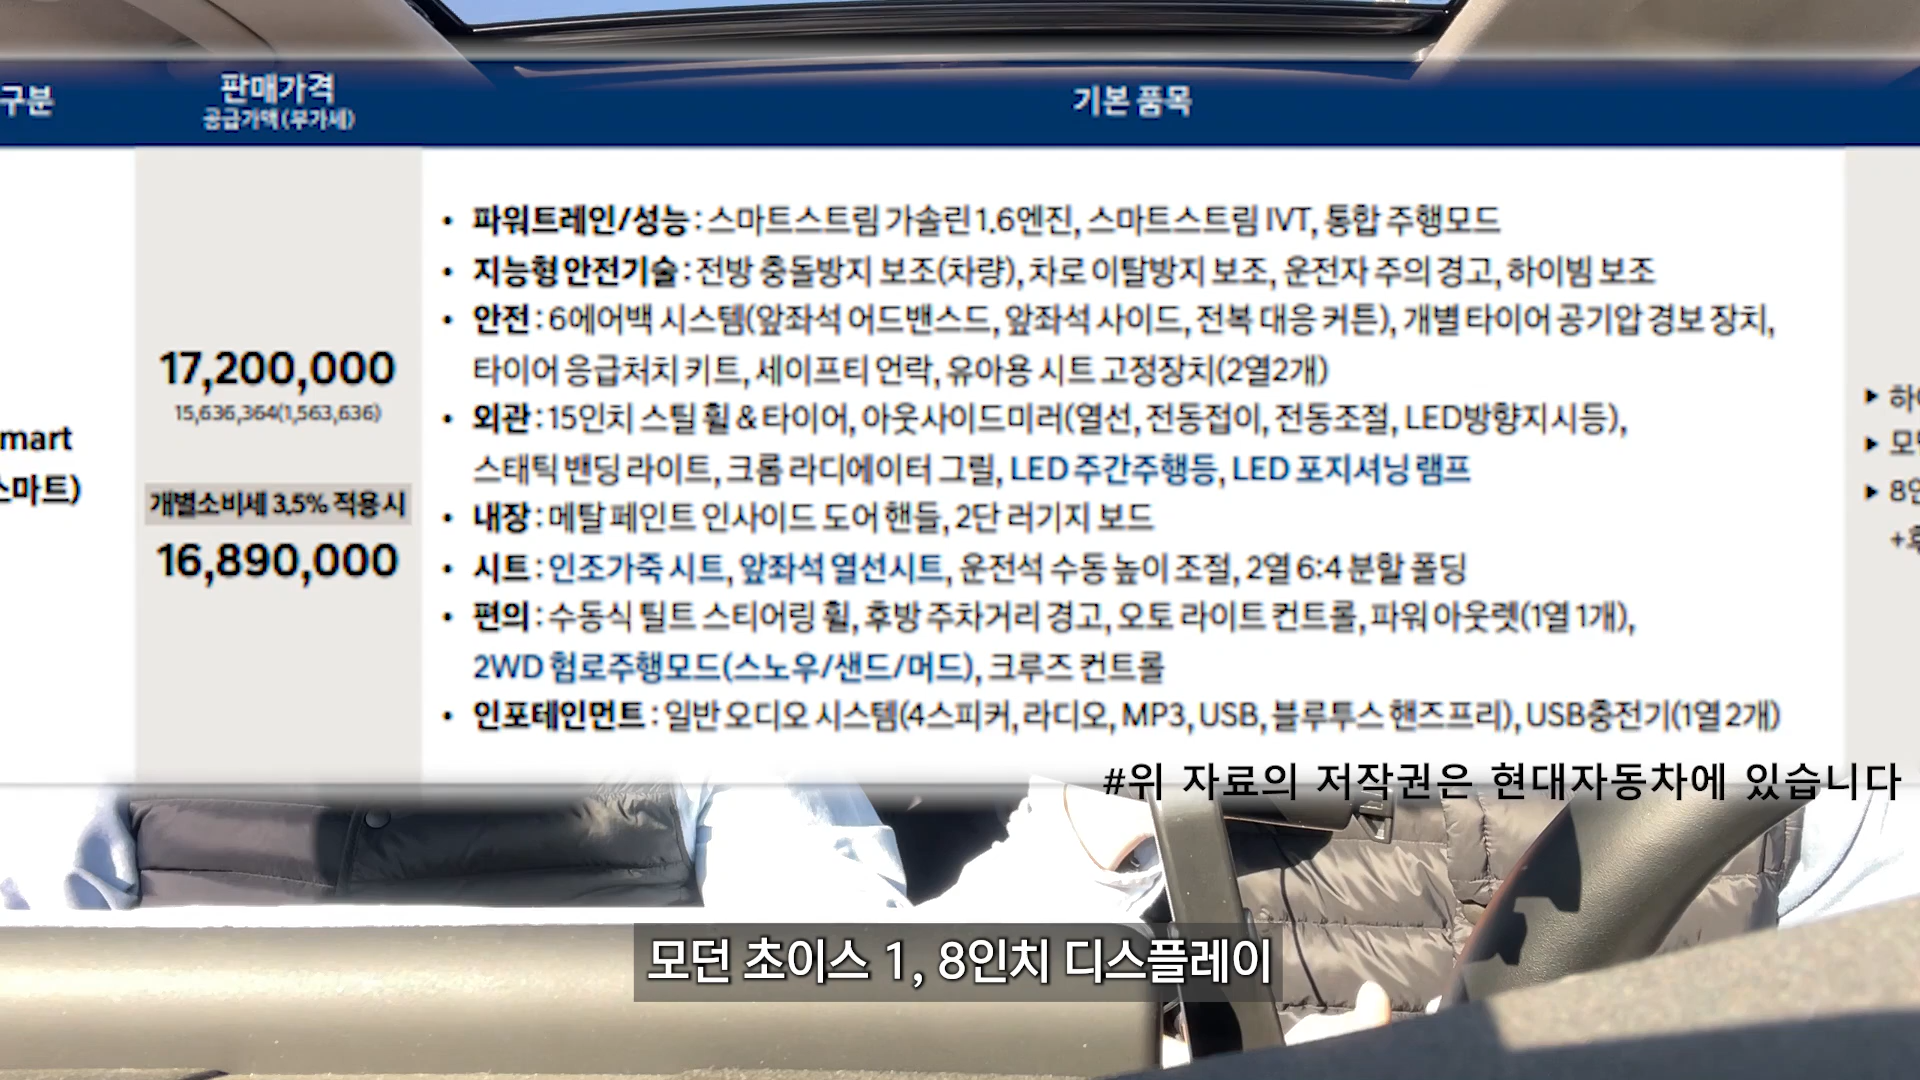 구분
판매가격
공급가액(부가세)
기본 품목
mart
스마트)
17,200,000
15,636,364(1,563,636)
개별소비세 3.5% 적용시
16,890,000
• 파워트레인/성능 : 스마트스트림 가솔린 1.6엔진, 스마트스트림 IVT, 통합 주행모드
• 지능형 안전기술 : 전방 충돌방지 보조(차량), 차로 이탈방지 보조, 운전자 주의 경고, 하이빔 보조
• 안전 : 6에어백 시스템(앞좌석 어드밴스드, 앞좌석 사이드, 전복 대응 커튼), 개별 타이어 공기압 경보 장치,
타이어 응급처치 키트, 세이프티 언락, 유아용 시트 고정장치(2열2개)
• 외관 : 15인치 스틸 휠 & 타이어, 아웃사이드미러(열선, 전동접이, 전동조절, LED방향지시등),
스태틱 밴딩 라이트, 크롬 라디에이터 그릴, LED 주간주행등, LED 포지셔닝 램프
• 내장 : 메탈 페인트 인사이드 도어 핸들, 2단 러기지 보드
• 시트 : 인조가죽 시트, 앞좌석 열선시트, 운전석 수동 높이 조절, 2열 6:4 분할 폴딩
• 편의 : 수동식 틸트 스티어링 휠, 후방 주차거리 경고, 오토 라이트 컨트롤, 파워 아웃렛(1열 1개),
2WD 험로주행모드(스노우/샌드/머드), 크루즈 컨트롤
• 인포테인먼트 : 일반 오디오 시스템(4스피커, 라디오, MP3, USB, 블루투스 핸즈프리), USB충전기(1열 2개)
▶ 하
▶ 모
▶ 8인
+후
#위 자료의 저작권은 현대자동차에 있습니다
모던 초이스 1, 8인치 디스플레이